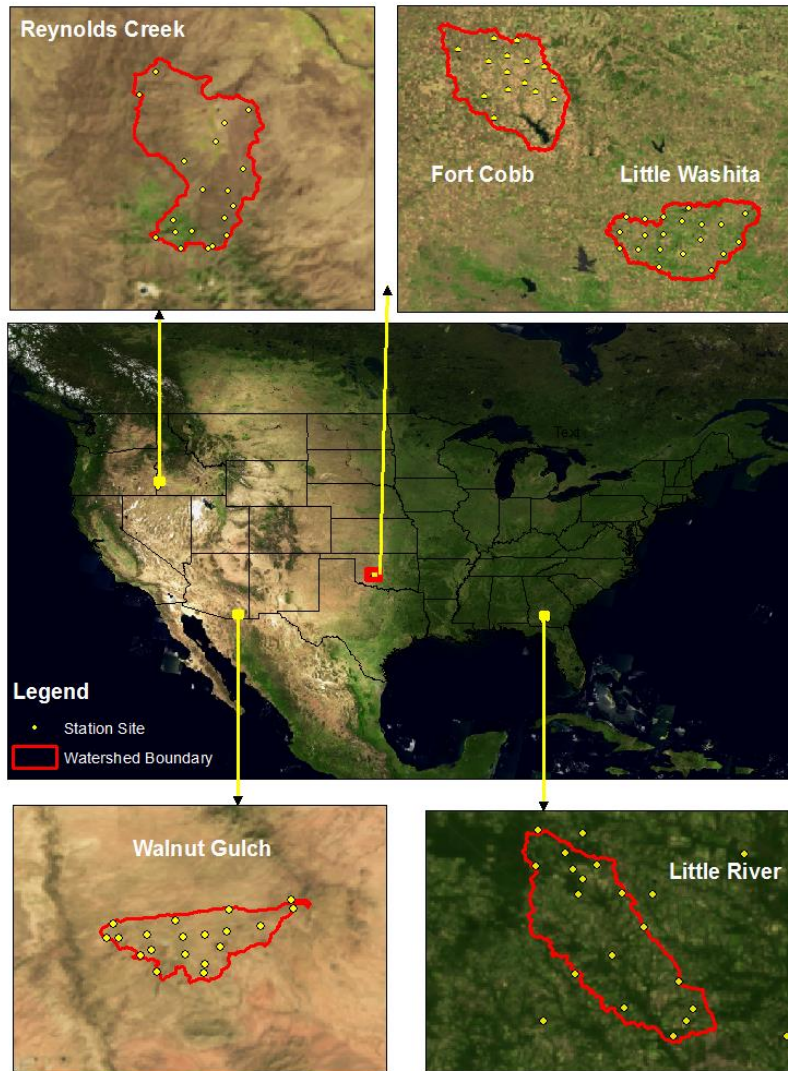 Reynolds Creek
Fort Cobb
Little Washita
Text
Legend
Station Site
Watershed Boundary
Walnut Gulch
Little River